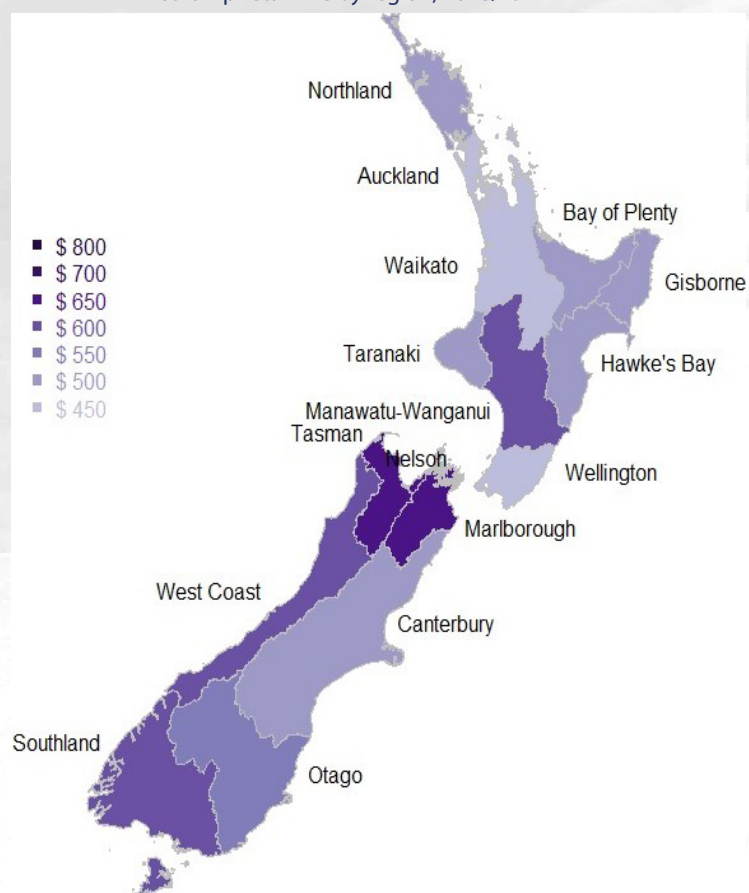 Northland
Auckland
Bay of Plenty
$ 800
$ 700
$ 650
$ 600
$ 550
$ 500
$ 450
Waikato
Gisborne
Taranaki
Hawke's Bay
Manawatu-Wanganui
Tasman
Nelson
Wellington
Marlborough
West Coast
Canterbury
Southland
Otago